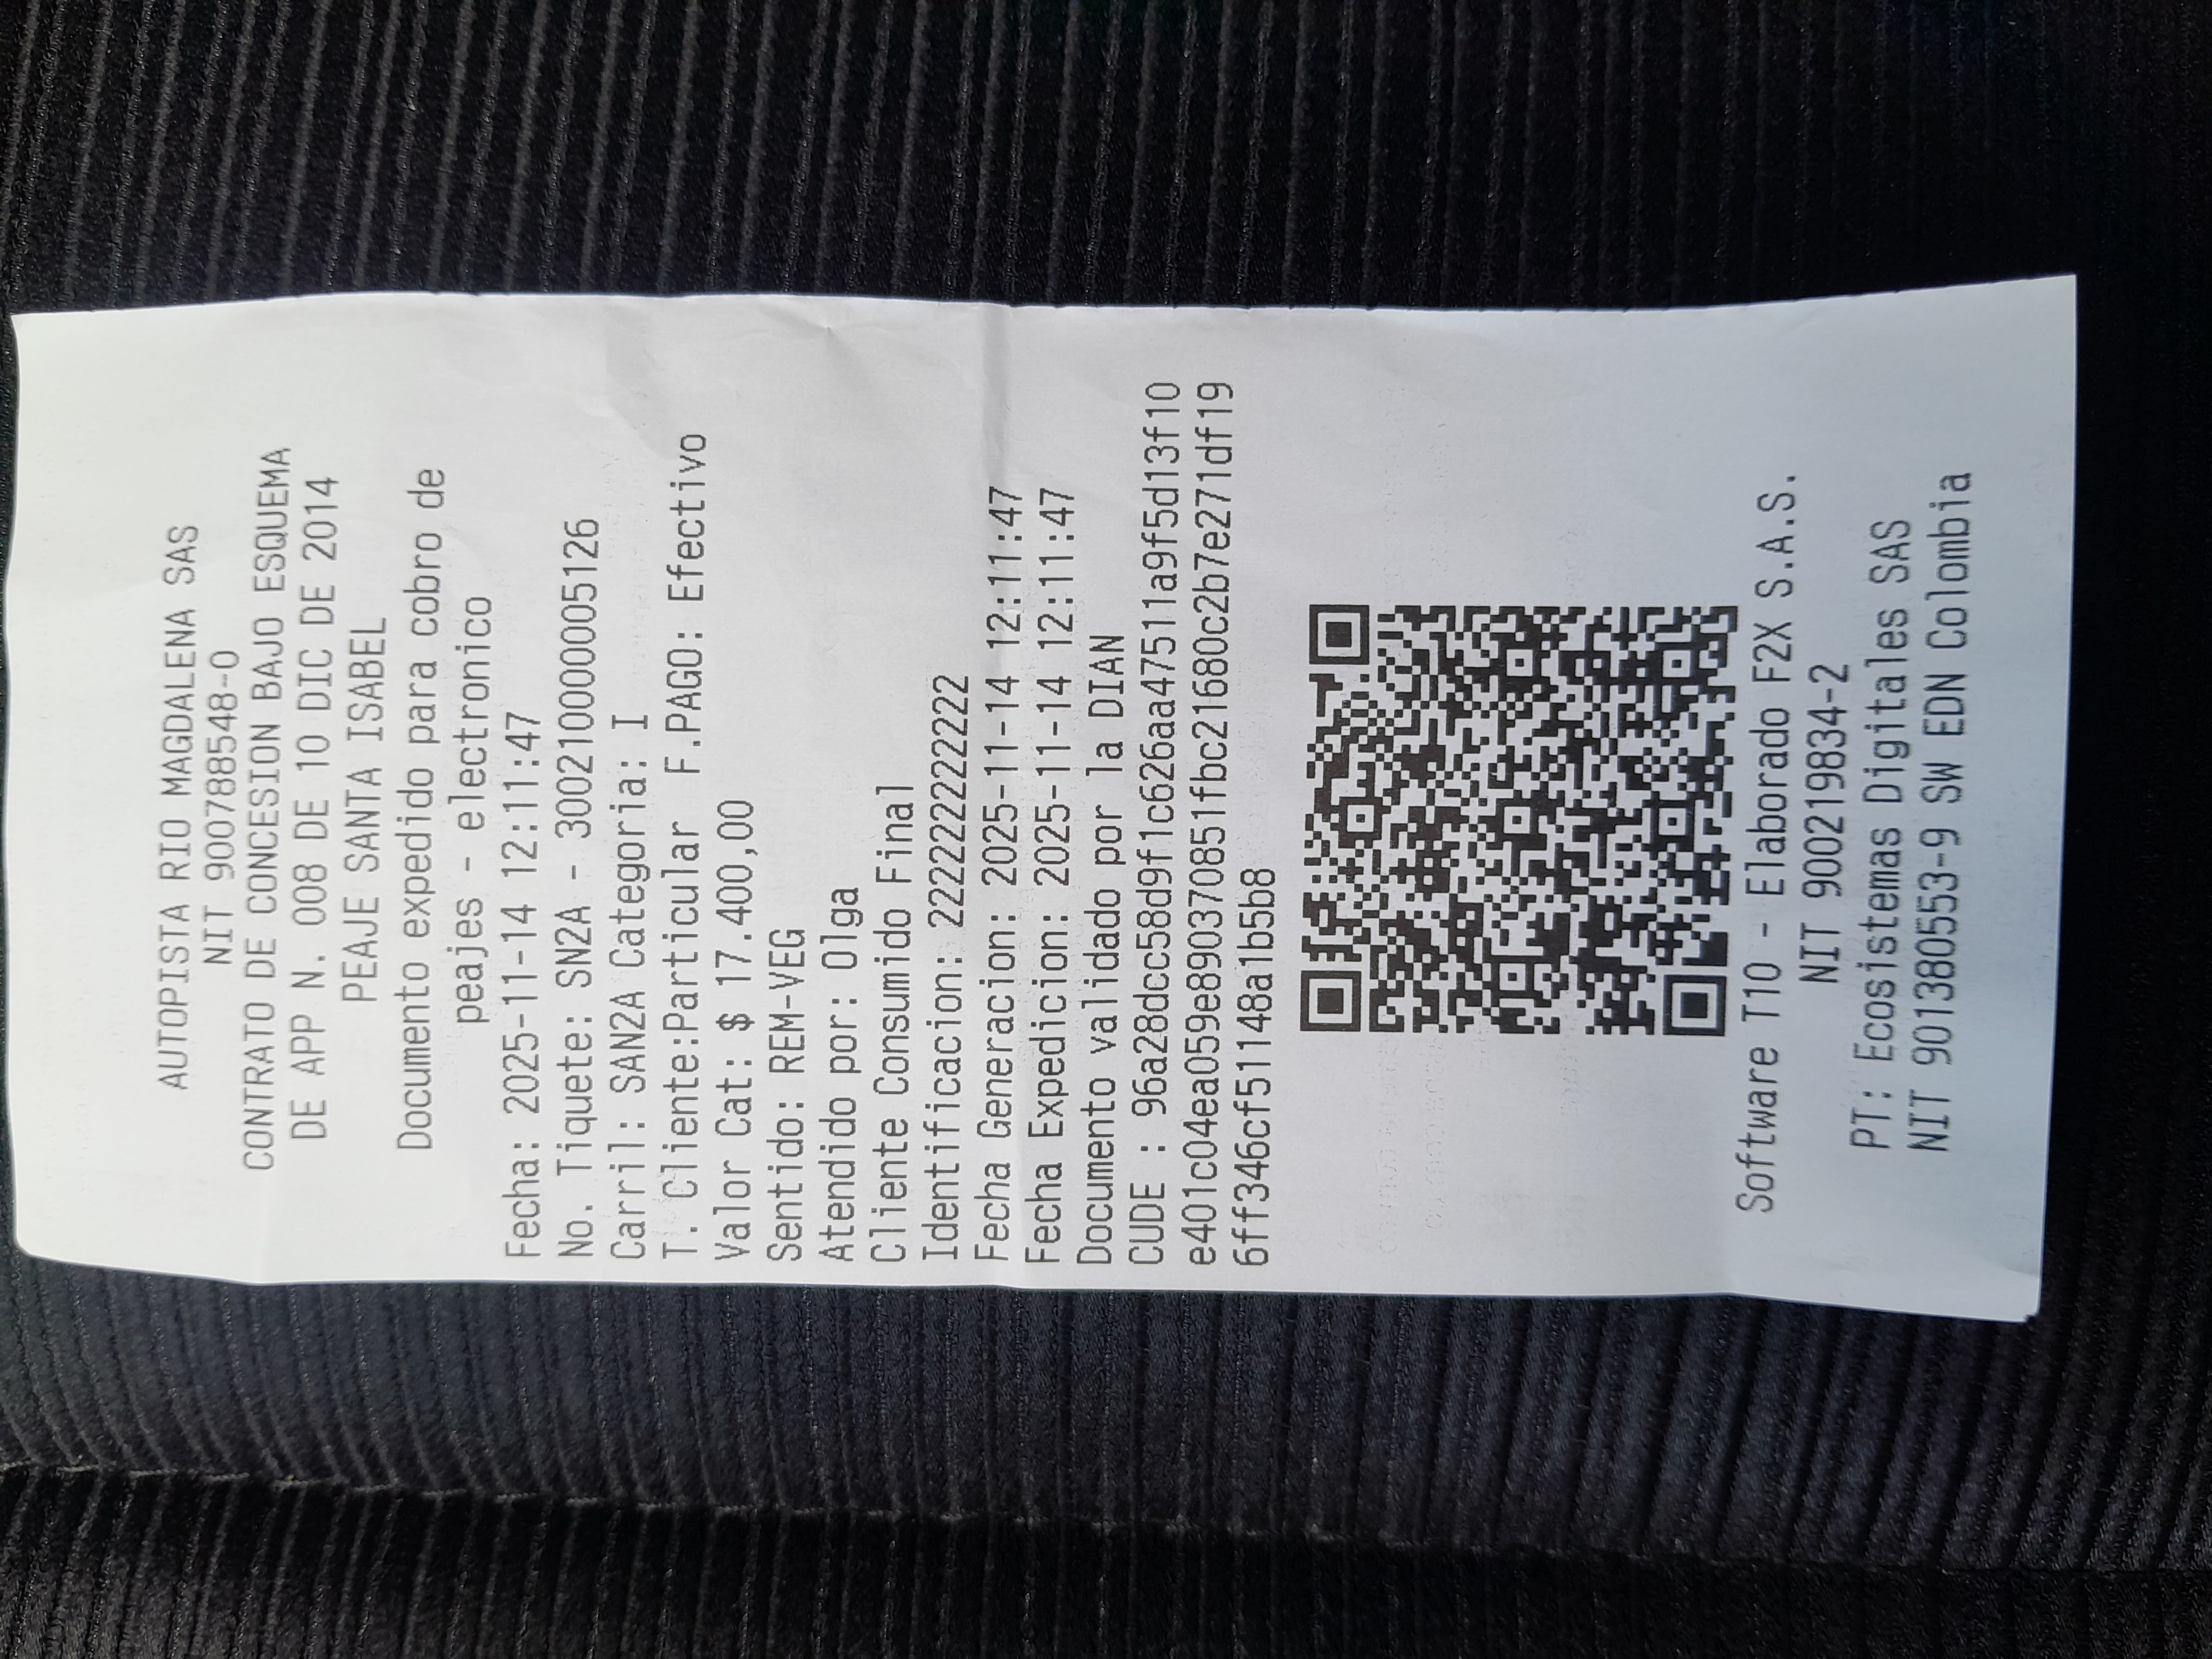 AUTOPISTA RIO MAGDALENA SAS
NIT 900788548-0
CONTRATO DE CONCESION BAJO ESQUEMA
DE APP N. 008 DE 10 DIC DE 2014
PEAJE SANTA ISABEL
Documento expedido para cobro de
peajes - electronico
Fecha: 2025-11-14 12:11:47
No. Tiquete: SN2A - 3002100000005126
Carril: SAN2A Categoria: I
T. Cliente:Particular F.PAGO: Efectivo
Valor Cat: $ 17.400,00
Sentido: REM-VEG
Atendido por: Olga
Cliente Consumido Final
Identificacion: 222222222222
Fecha Generacion: 2025-11-14 12:11:47
Fecha Expedicion: 2025-11-14 12:11:47
Documento validado por la DIAN
CUDE : 96a28dcc58d9f1c626aa47511a9f5d13f10
e401c04ea059e890370851fbc21680c2b7e271df19
6ff346cf51148a1b5b8
Software T10 - Elaborado F2X S.A.S.
NIT 900219834-2
PT: Ecosistemas Digitales SAS
NIT 901380553-9 SW EDN Colombia